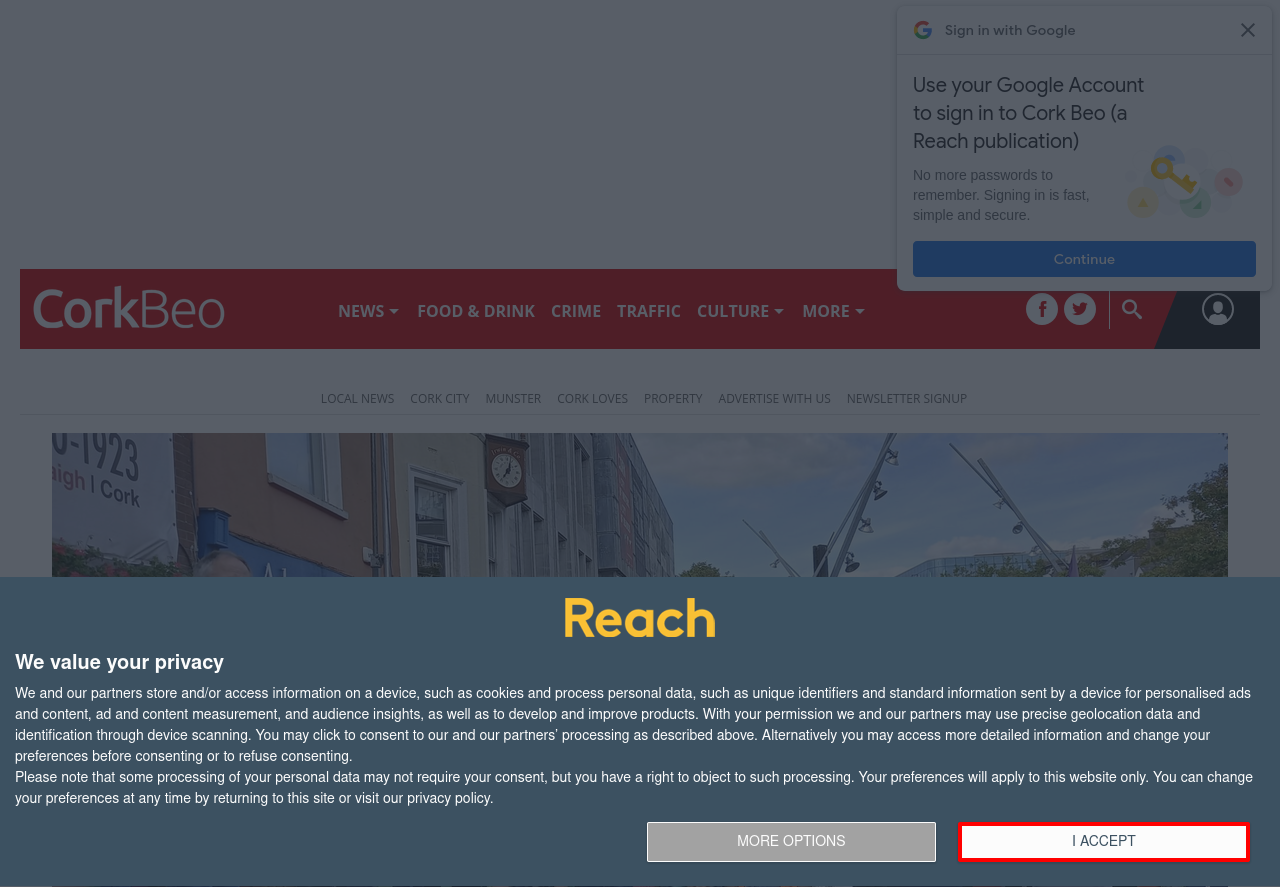 Sign in with Google
Use your Google Account
to sign in to Cork Beo (a
Reach publication)
No more passwords to
remember. Signing in is fast,
simple and secure.
Continue
CorkBeo
NEWS FOOD & DRINK CRIME TRAFFIC CULTURE MORE
LOCAL NEWS CORK CITY MUNSTER CORK LOVES PROPERTY ADVERTISE WITH US NEWSLETTER SIGNUP
-1923
aigh | Cork
Reach
We value your privacy
We and our partners store and/or access information on a device, such as cookies and process personal data, such as unique identifiers and standard information sent by a device for personalised ads
and content, ad and content measurement, and audience insights, as well as to develop and improve products. With your permission we and our partners may use precise geolocation data and
identification through device scanning. You may click to consent to our and our partners’ processing as described above. Alternatively you may access more detailed information and change your
preferences before consenting or to refuse consenting.
Please note that some processing of your personal data may not require your consent, but you have a right to object to such processing. Your preferences will apply to this website only. You can change
your preferences at any time by returning to this site or visit our privacy policy.
MORE OPTIONS I ACCEPT